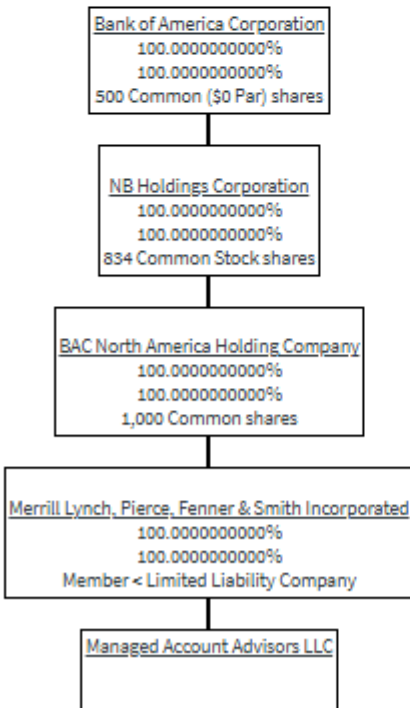 Bank of America Corporation
100.0000000000%
100.0000000000%
500 Common ($0 Par) shares
NB Holdings Corporation
100.0000000000%
100.0000000000%
834 Common Stock shares
BAC North America Holding Company
100.0000000000%
100.0000000000%
1,000 Common shares
Merrill Lynch, Pierce, Fenner & Smith Incorporated
100.0000000000%
100.0000000000%
Member < Limited Liability Company
Managed Account Advisors LLC